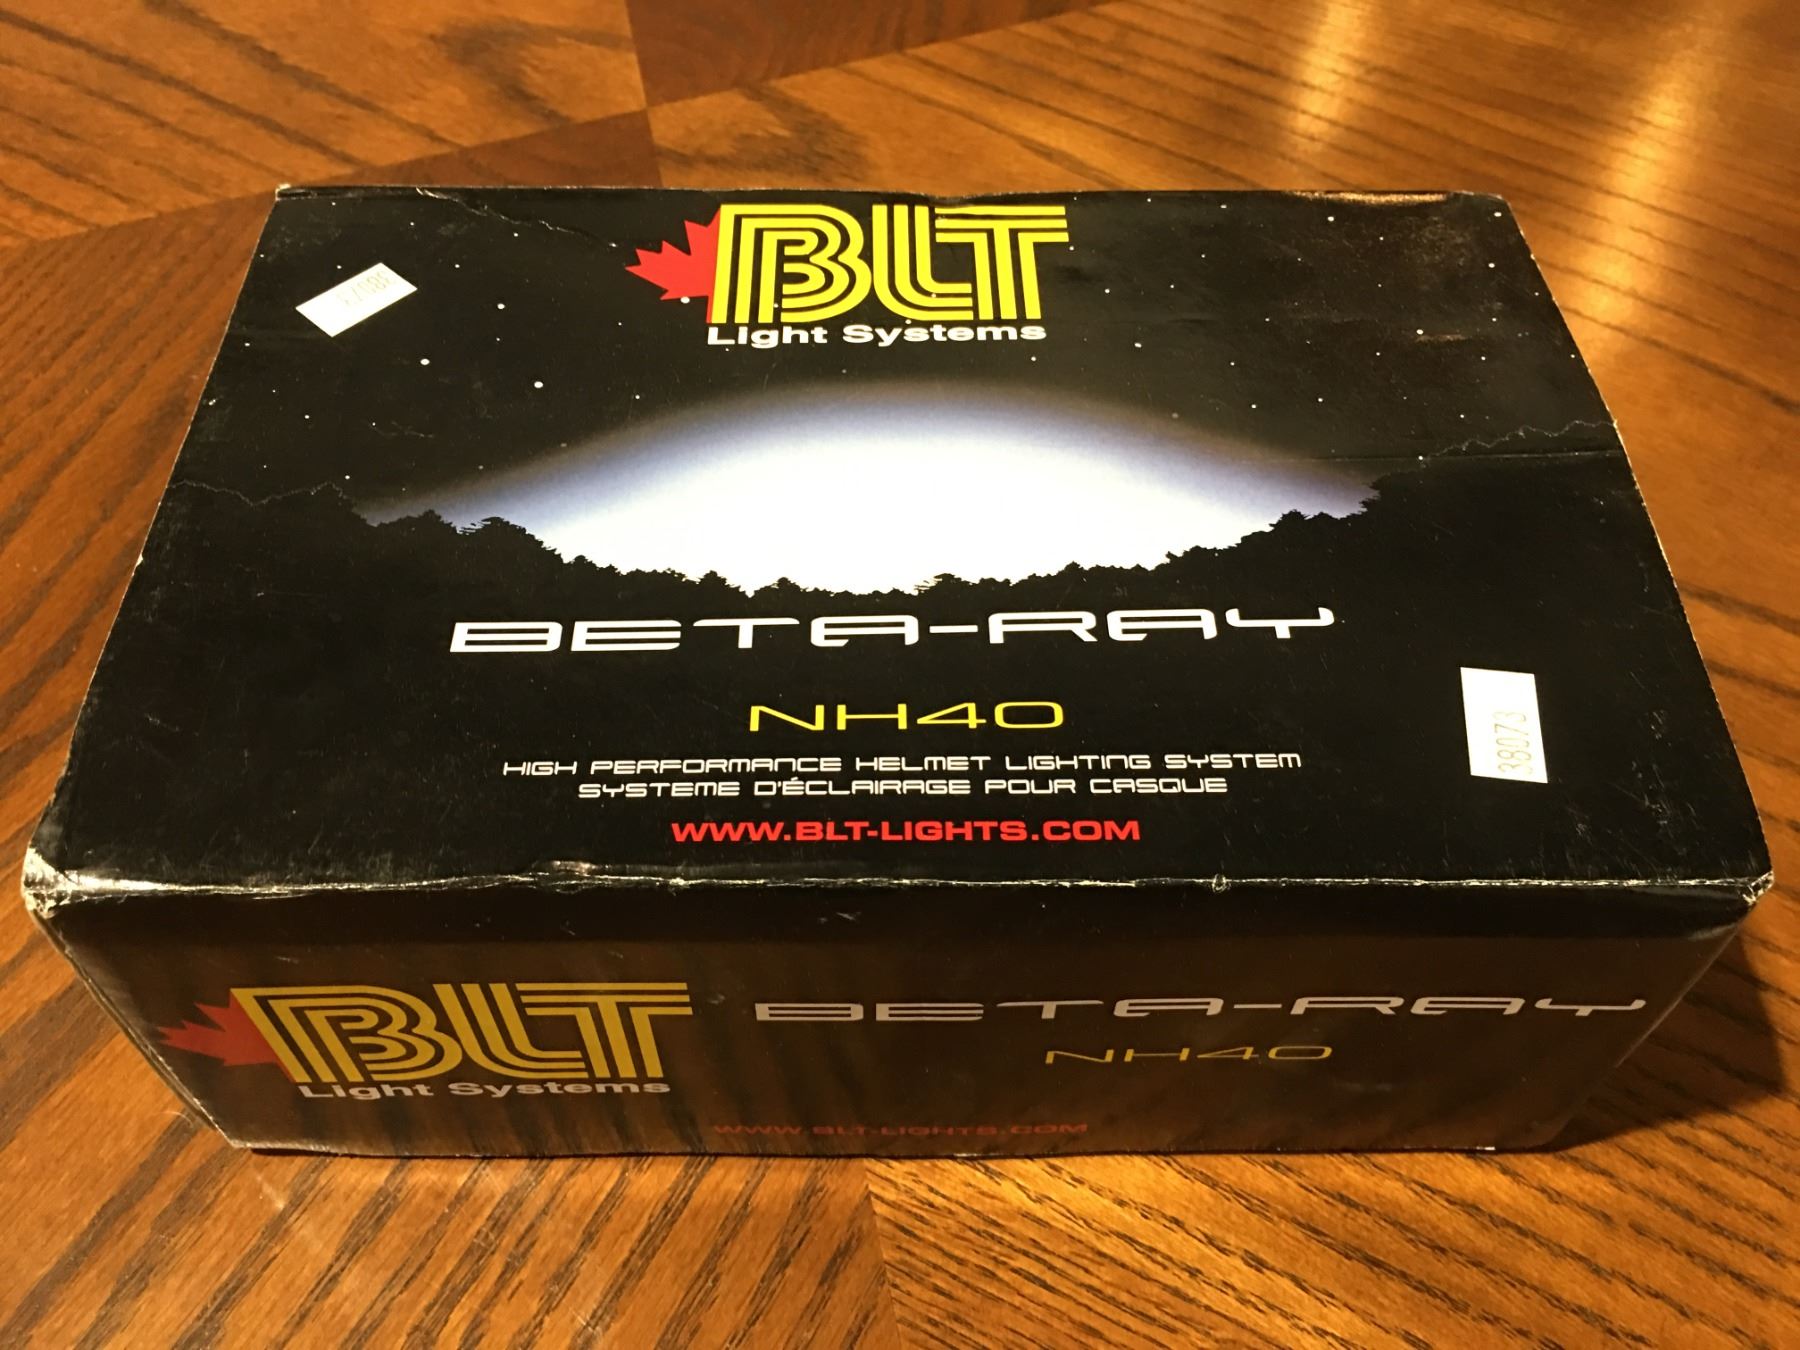 BLT
Light Systems
38073
BETA-RAY
NH40
HIGH PERFORMANCE HELMET LIGHTING SYSTEM
SYSTEME D'ÉCLAIRAGE POUR CASQUE
WWW.BLT-LIGHTS.COM
38073
BLT
Light Systems
BETA-RAY
NH40
WWW.BLT-LIGHTS.COM